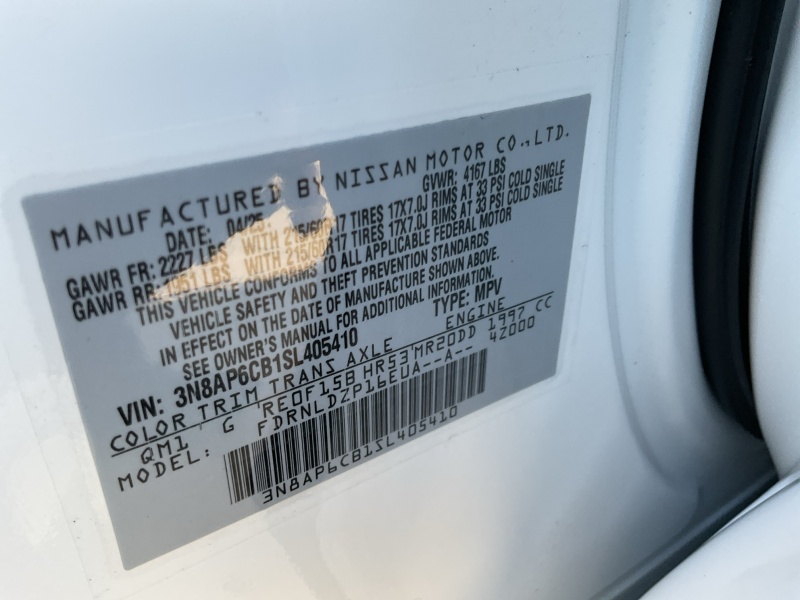 MANUFACTURED BY NISSAN MOTOR CO.,LTD.
DATE: 04/25 GVWR: 4167 LBS
GAWR FR: 2227 LBS WITH 215/60R17 TIRES 17X7.0J RIMS AT 33 PSI COLD SINGLE
GAWR RR: 1951 LBS WITH 215/60R17 TIRES 17X7.0J RIMS AT 33 PSI COLD SINGLE
THIS VEHICLE CONFORMS TO ALL APPLICABLE FEDERAL MOTOR
VEHICLE SAFETY AND THEFT PREVENTION STANDARDS
IN EFFECT ON THE DATE OF MANUFACTURE SHOWN ABOVE.
SEE OWNER'S MANUAL FOR ADDITIONAL INFORMATION.
VIN: 3N8AP6CB1SL405410 TYPE: MPV
COLOR TRIM TRANS AXLE ENGINE
QM1 G RE0F15B HR53 MR20DD 1997 CC
MODEL: FDRNLDZP16EUA--A-- 42000
3N8AP6CB1SL405410